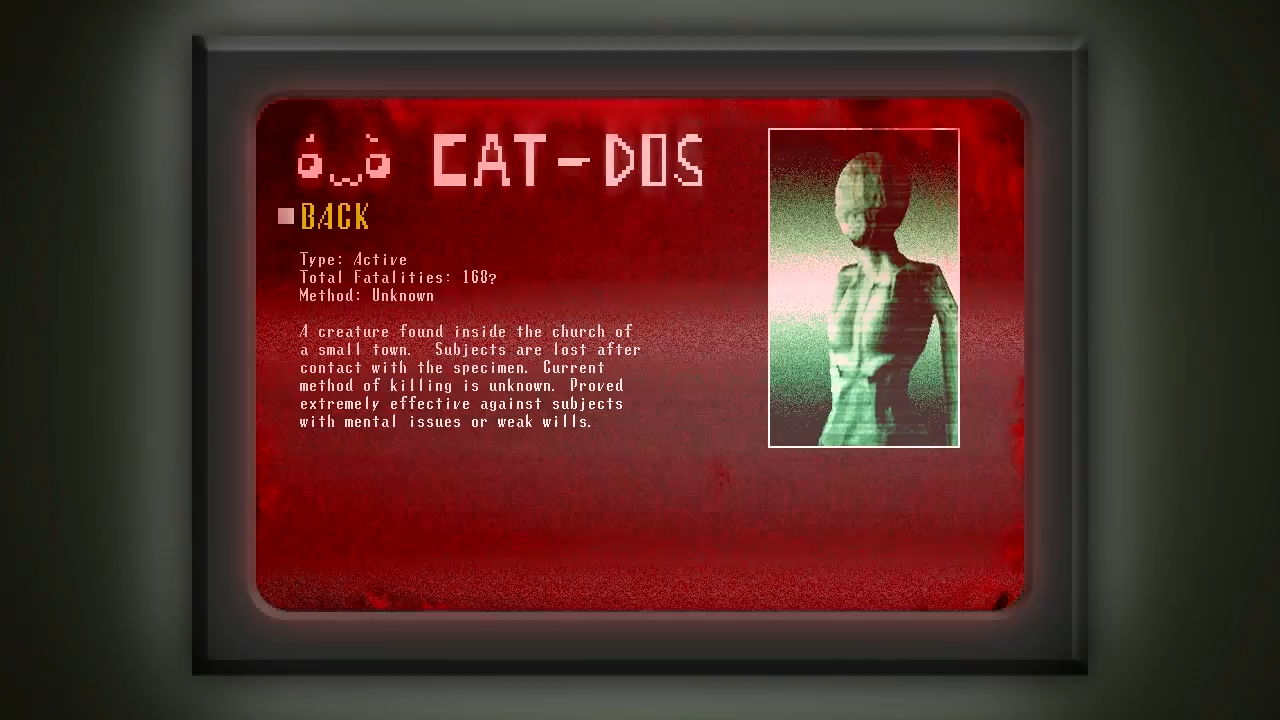 CAT-DOS
BACK
Type: Active
Total Fatalities: 168?
Method: Unknown
A creature found inside the church of
a small town. Subjects are lost after
contact with the specimen. Current
method of killing is unknown. Proved
extremely effective against subjects
with mental issues or weak wills.